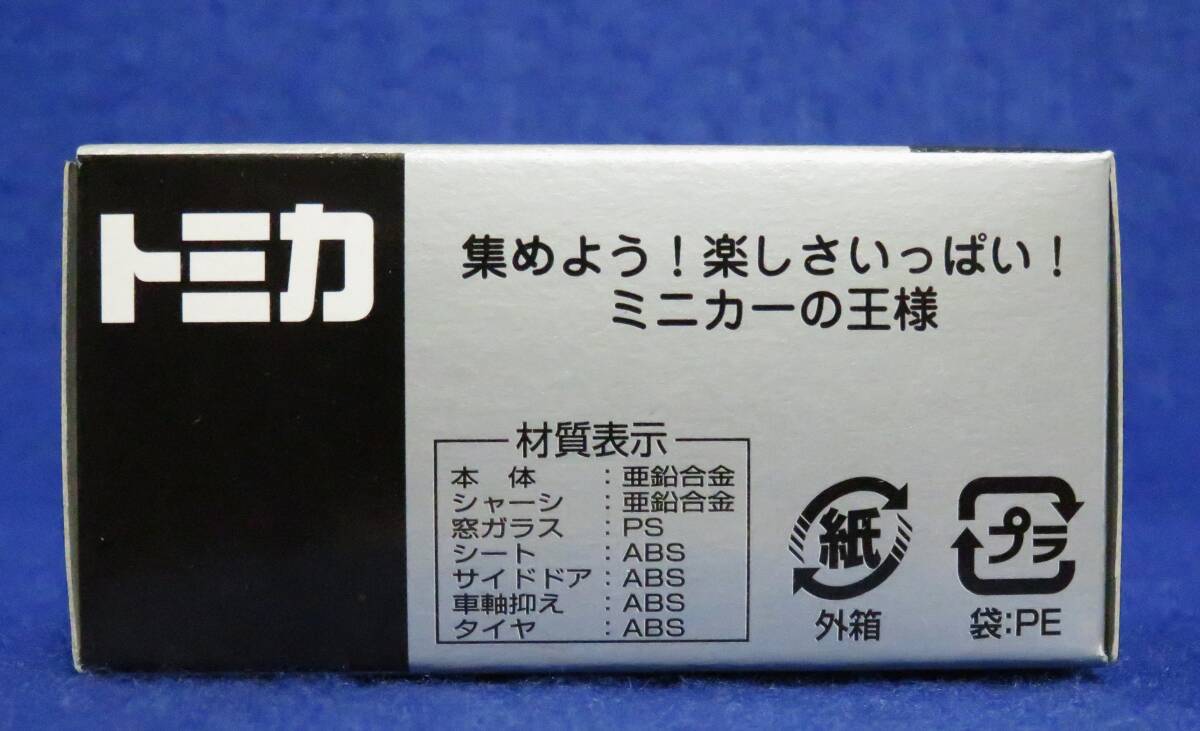 トミカ
集めよう！楽しさいっぱい！
ミニカーの王様
材質表示
本体：亜鉛合金
シャーシ：亜鉛合金
窓ガラス：PS
シート：ABS
サイドドア：ABS
車軸抑え：ABS
タイヤ：ABS
紙
外箱
プラ
袋:PE